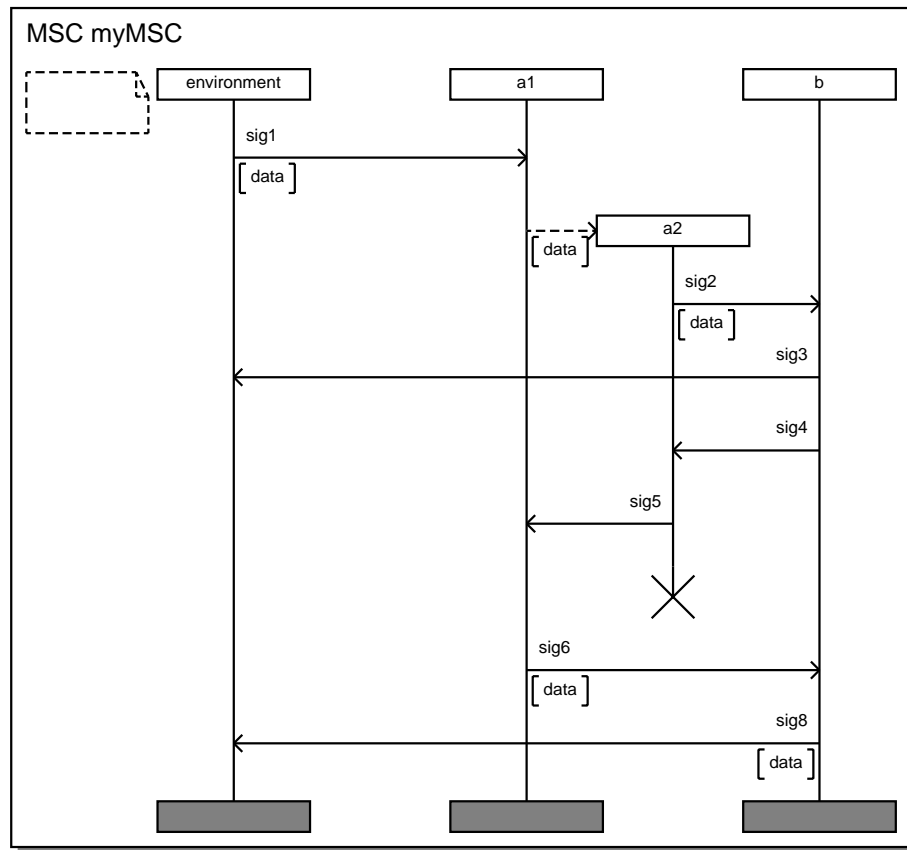 MSC myMSC
environment
a1
b
sig1
data
a2
data
sig2
data
sig3
sig4
sig5
sig6
data
sig8
data